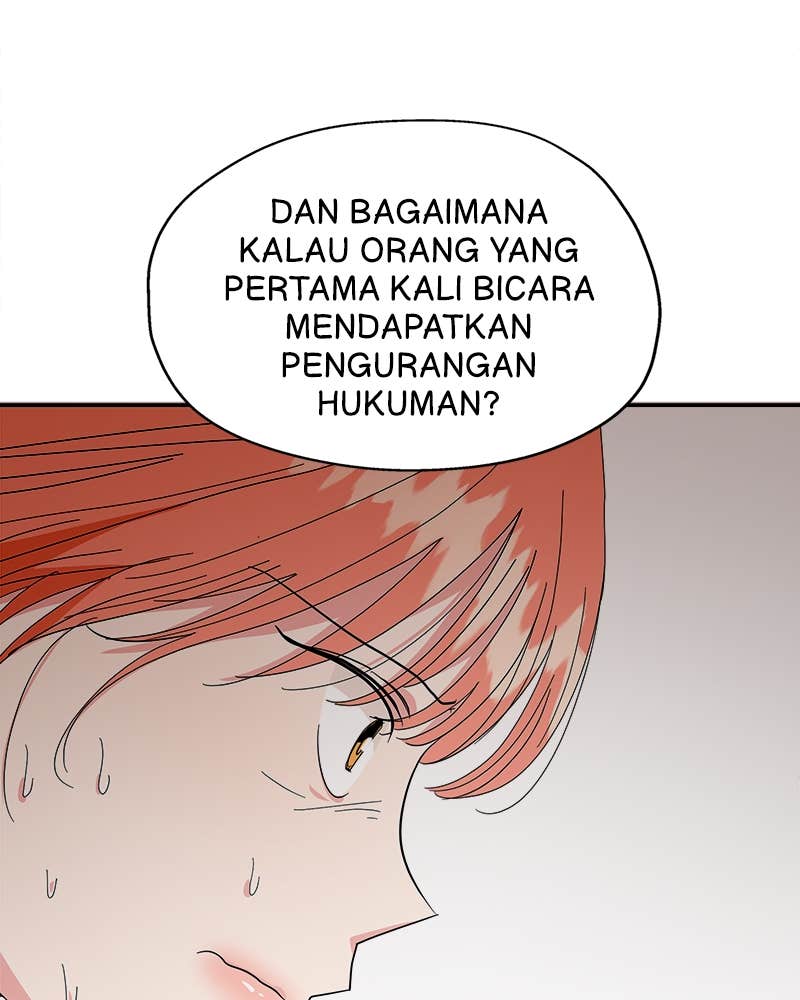 DAN BAGAIMANA
KALAU ORANG YANG
PERTAMA KALI BICARA
MENDAPATKAN
PENGURANGAN
HUKUMAN?